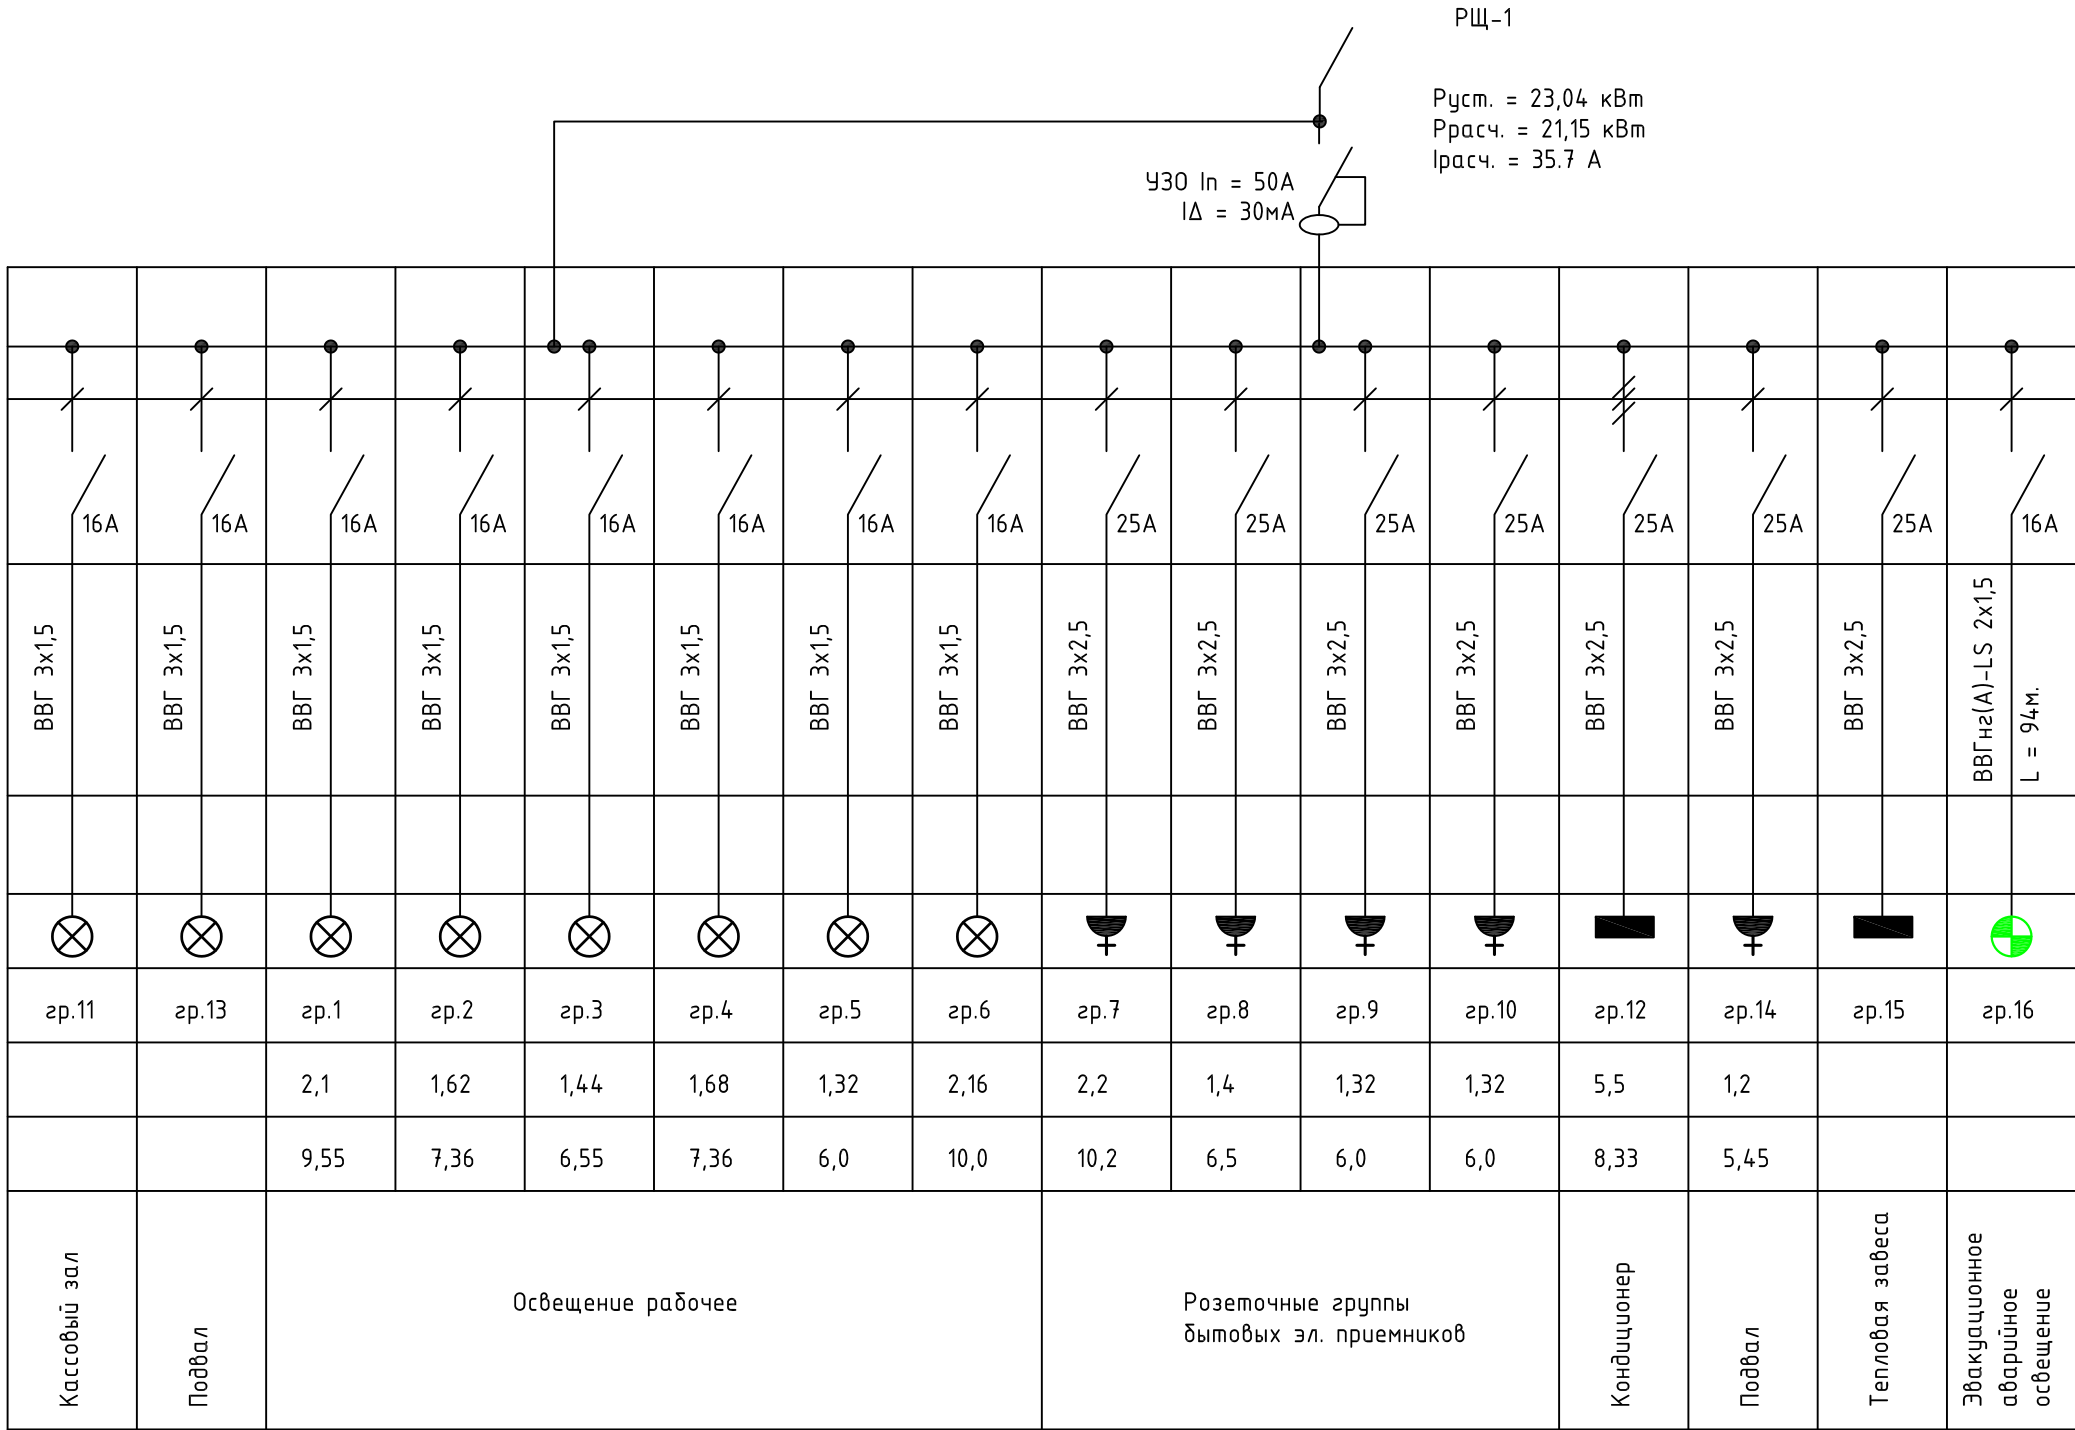 РЩ-1
Руст. = 23,04 кВт
Ррасч. = 21,15 кВт
Iрасч. = 35.7 А
УЗО In = 50А
IΔ = 30мА
16А 16А 16А 16А 16А 16А 16А 16А 25А 25А 25А 25А 25А 25А 25А 16А
ВВГ 3х1,5
ВВГ 3х1,5
ВВГ 3х1,5
ВВГ 3х1,5
ВВГ 3х1,5
ВВГ 3х1,5
ВВГ 3х1,5
ВВГ 3х1,5
ВВГ 3х2,5
ВВГ 3х2,5
ВВГ 3х2,5
ВВГ 3х2,5
ВВГ 3х2,5
ВВГ 3х2,5
ВВГ 3х2,5
ВВГнг(А)-LS 2х1,5
L = 94м.
гр.11 гр.13 гр.1 гр.2 гр.3 гр.4 гр.5 гр.6 гр.7 гр.8 гр.9 гр.10 гр.12 гр.14 гр.15 гр.16
2,1 1,62 1,44 1,68 1,32 2,16 2,2 1,4 1,32 1,32 5,5 1,2
9,55 7,36 6,55 7,36 6,0 10,0 10,2 6,5 6,0 6,0 8,33 5,45
Кассовый зал
Подвал
Освещение рабочее
Розеточные группы
бытовых эл. приемников
Кондиционер
Подвал
Тепловая завеса
Эвакуационное
аварийное
освещение